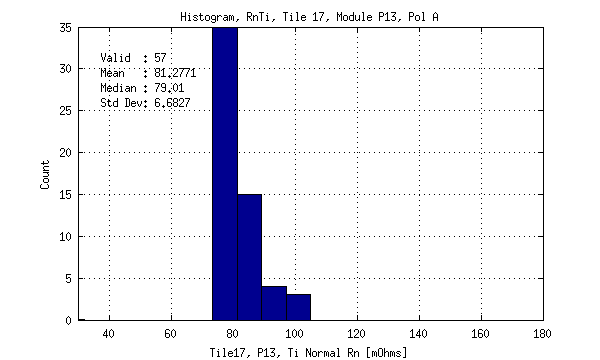 Histogram, RnTi, Tile 17, Module P13, Pol A
35
30
25
20
15
10
5
0
Valid : 57
Mean : 81.2771
Median : 79.01
Std Dev: 6.6827
Count
40 60 80 100 120 140 160 180
Tile17, P13, Ti Normal Rn [mOhms]